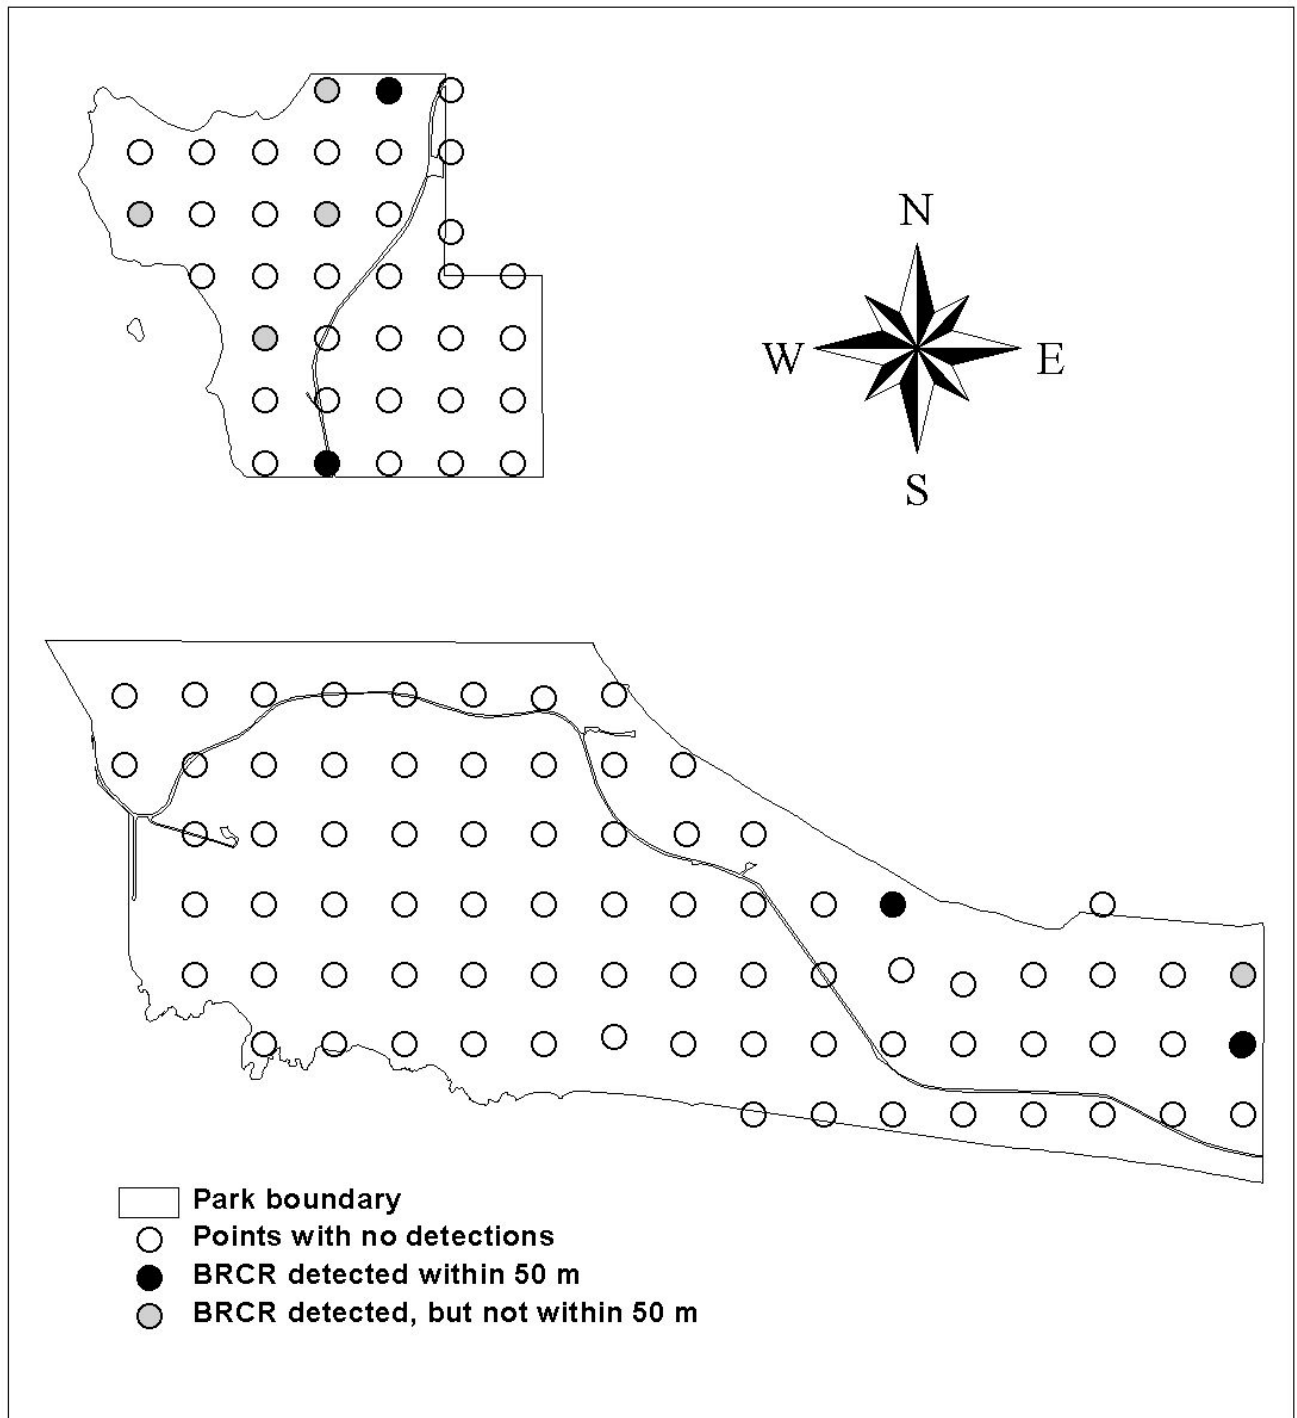 N
W
E
S
Park boundary
Points with no detections
BRCR detected within 50 m
BRCR detected, but not within 50 m